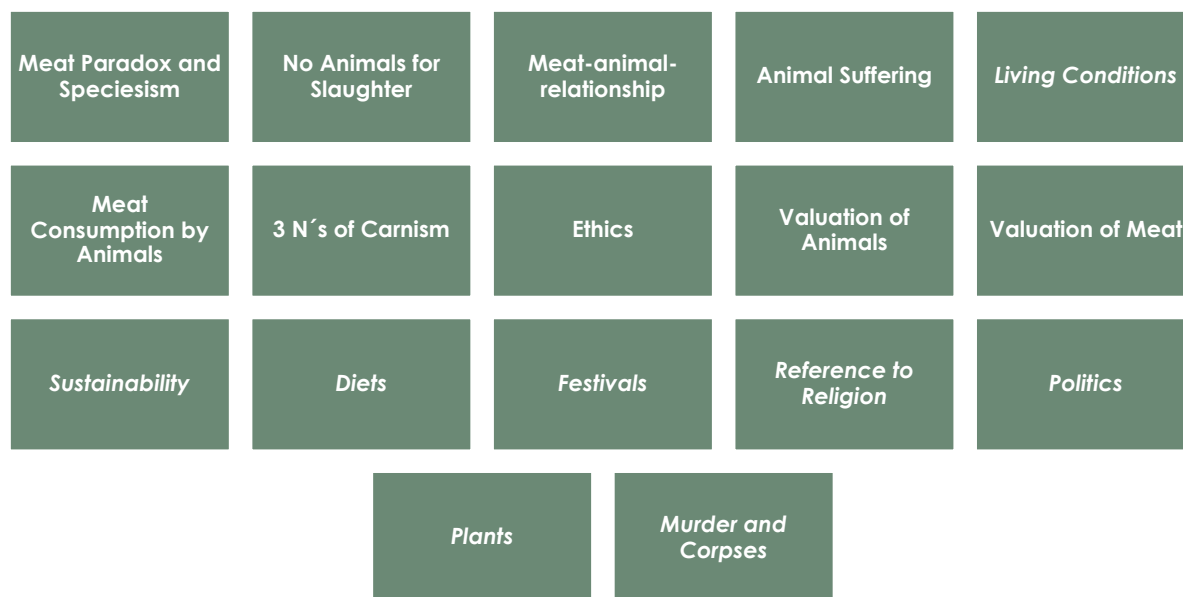 Meat Paradox and
Speciesism
No Animals for
Slaughter
Meat-animal-
relationship
Animal Suffering
Living Conditions
Meat
Consumption by
Animals
3 N´s of Carnism
Ethics
Valuation of
Animals
Valuation of Meat
Sustainability
Diets
Festivals
Reference to
Religion
Politics
Plants
Murder and
Corpses